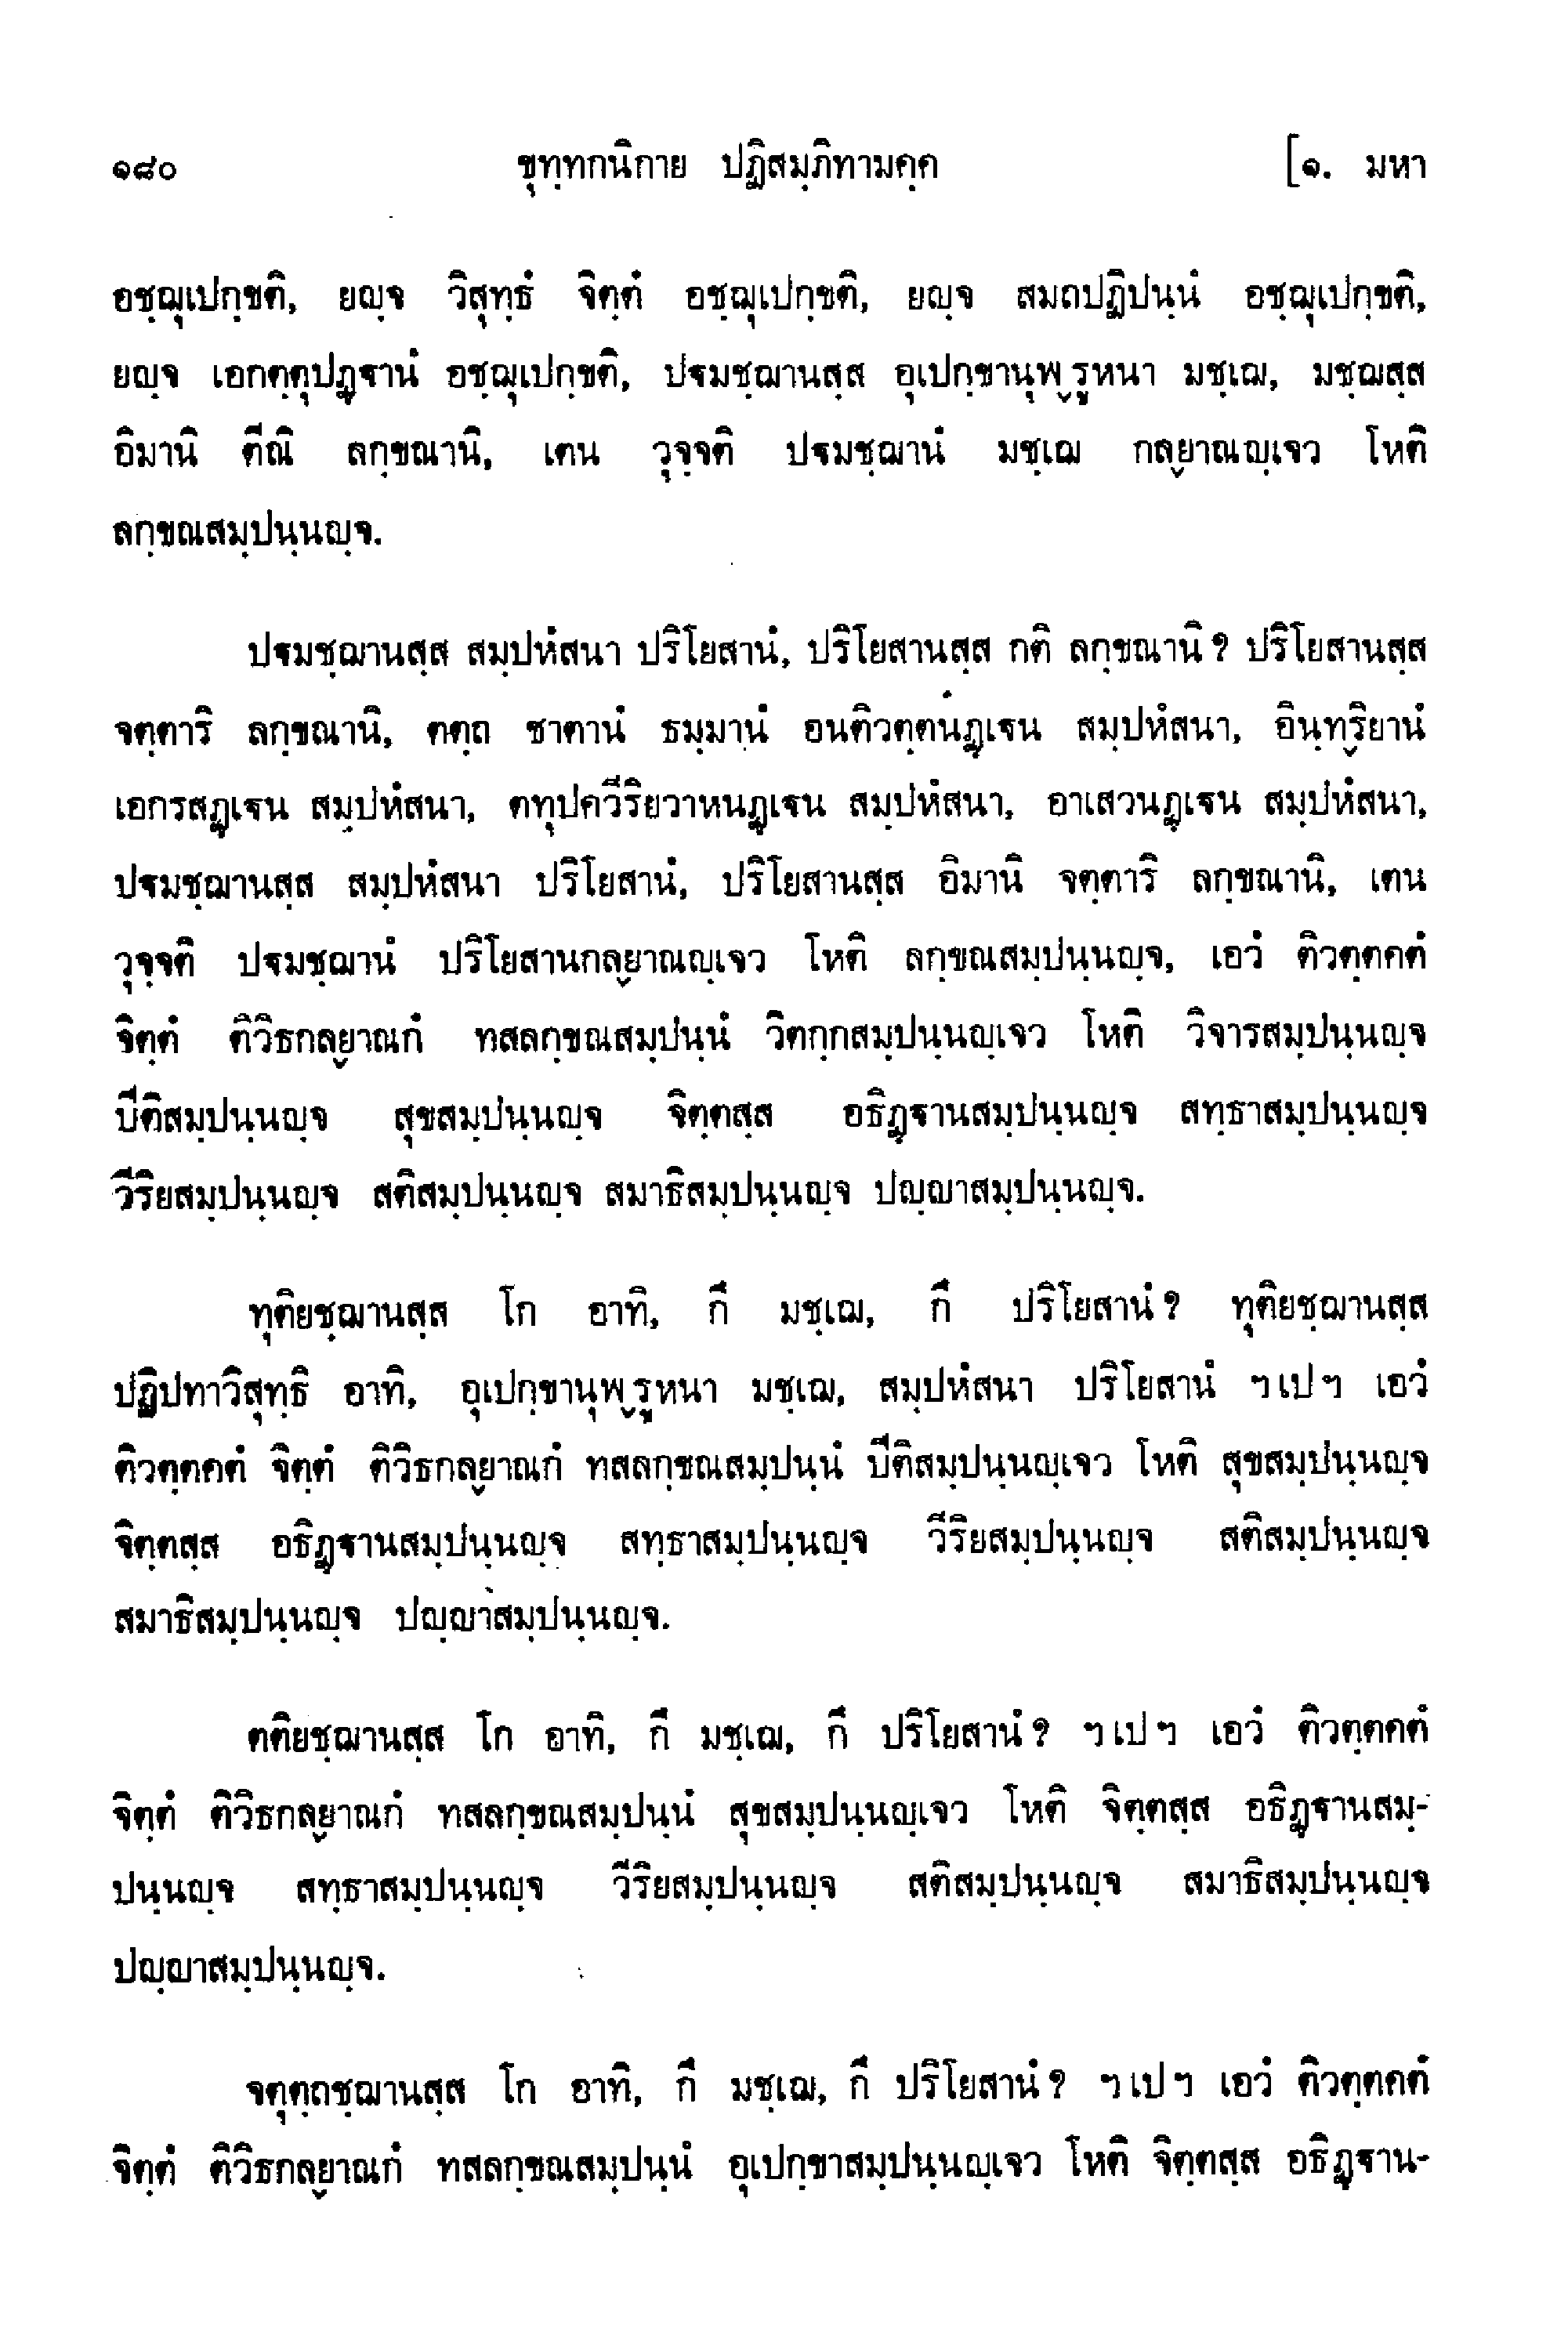 ๑๘๐ ขุทฺทกนิกาย ปฏิสมฺภิทามคฺค [๑. มหา
อชฺฌุเปกฺขติ, ยญฺจ วิสุทฺธํ จิตฺตํ อชฺฌุเปกฺขติ, ยญฺจ สมถปฏิปนฺนํ อชฺฌุเปกฺขติ,
ยญฺจ เอกตฺตุปฏฺฐานํ อชฺฌุเปกฺขติ, ปฐมชฺฌานสฺส อุเปกฺขานุพฺรูหนา มชฺเฌ, มชฺฌสฺส
อิมานิ ตีณิ ลกฺขณานิ, เตน วุจฺจติ ปฐมชฺฌานํ มชฺเฌ กลฺยาณญฺเจว โหติ
ลกฺขณสมฺปนฺนญฺจ.
ปฐมชฺฌานสฺส สมฺปหํสนา ปริโยสานํ, ปริโยสานสฺส กติ ลกฺขณานิ? ปริโยสานสฺส
จตฺตาริ ลกฺขณานิ, ตตฺถ ชาตานํ ธมฺมานํ อนติวตฺตนฏฺเฐน สมฺปหํสนา, อินฺทฺริยานํ
เอกรสฏฺเฐน สมฺปหํสนา, ตทุปควีริยวาหนฏฺเฐน สมฺปหํสนา, อาเสวนฏฺเฐน สมฺปหํสนา,
ปฐมชฺฌานสฺส สมฺปหํสนา ปริโยสานํ, ปริโยสานสฺส อิมานิ จตฺตาริ ลกฺขณานิ, เตน
วุจฺจติ ปฐมชฺฌานํ ปริโยสานกลฺยาณญฺเจว โหติ ลกฺขณสมฺปนฺนญฺจ, เอวํ ติวตฺตคตํ
จิตฺตํ ติวิธกลฺยาณกํ ทสลกฺขณสมฺปนฺนํ วิตกฺกสมฺปนฺนญฺเจว โหติ วิจารสมฺปนฺนญฺจ
ปีติสมฺปนฺนญฺจ สุขสมฺปนฺนญฺจ จิตฺตสฺส อธิฏฺฐานสมฺปนฺนญฺจ สทฺธาสมฺปนฺนญฺจ
วีริยสมฺปนฺนญฺจ สติสมฺปนฺนญฺจ สมาธิสมฺปนฺนญฺจ ปญฺญาสมฺปนฺนญฺจ.
ทุติยชฺฌานสฺส โก อาทิ, กึ มชฺเฌ, กึ ปริโยสานํ? ทุติยชฺฌานสฺส
ปฏิปทาวิสุทฺธิ อาทิ, อุเปกฺขานุพฺรูหนา มชฺเฌ, สมฺปหํสนา ปริโยสานํ ฯ เป ฯ เอวํ
ติวตฺตคตํ จิตฺตํ ติวิธกลฺยาณกํ ทสลกฺขณสมฺปนฺนํ ปีติสมฺปนฺนญฺเจว โหติ สุขสมฺปนฺนญฺจ
จิตฺตสฺส อธิฏฺฐานสมฺปนฺนญฺจ สทฺธาสมฺปนฺนญฺจ วีริยสมฺปนฺนญฺจ สติสมฺปนฺนญฺจ
สมาธิสมฺปนฺนญฺจ ปญฺญาสมฺปนฺนญฺจ.
ตติยชฺฌานสฺส โก อาทิ, กึ มชฺเฌ, กึ ปริโยสานํ? ฯ เป ฯ เอวํ ติวตฺตคตํ
จิตฺตํ ติวิธกลฺยาณกํ ทสลกฺขณสมฺปนฺนํ สุขสมฺปนฺนญฺเจว โหติ จิตฺตสฺส อธิฏฺฐานสมฺ-
ปนฺนญฺจ สทฺธาสมฺปนฺนญฺจ วีริยสมฺปนฺนญฺจ สติสมฺปนฺนญฺจ สมาธิสมฺปนฺนญฺจ
ปญฺญาสมฺปนฺนญฺจ.
จตุตฺถชฺฌานสฺส โก อาทิ, กึ มชฺเฌ, กึ ปริโยสานํ? ฯ เป ฯ เอวํ ติวตฺตคตํ
จิตฺตํ ติวิธกลฺยาณกํ ทสลกฺขณสมฺปนฺนํ อุเปกฺขาสมฺปนฺนญฺเจว โหติ จิตฺตสฺส อธิฏฺฐาน-